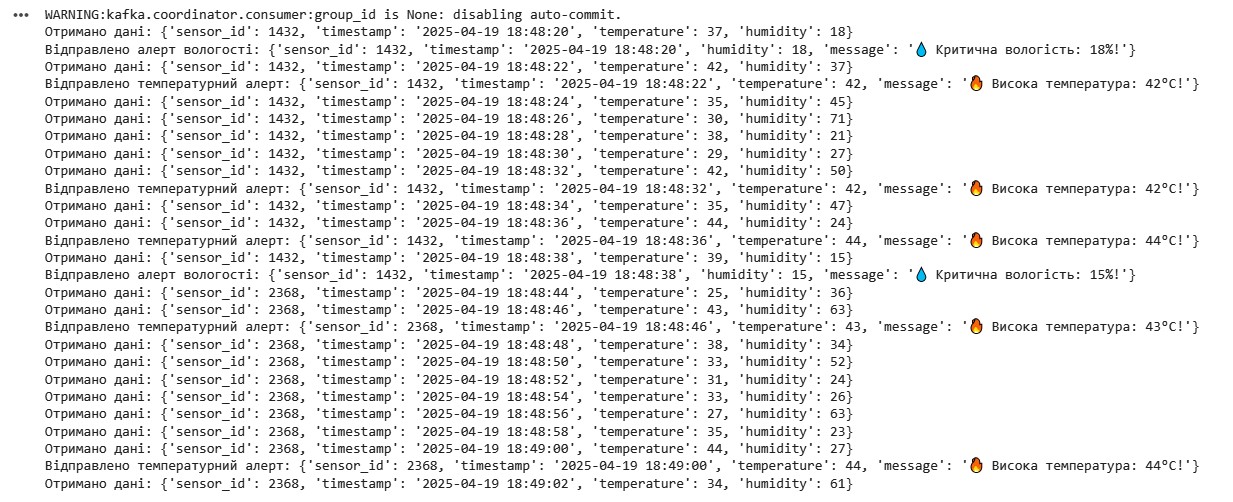 ••• WARNING:kafka.coordinator.consumer:group_id is None: disabling auto-commit.
Отримано дані: {'sensor_id': 1432, 'timestamp': '2025-04-19 18:48:20', 'temperature': 37, 'humidity': 18}
Відправлено алерт вологості: {'sensor_id': 1432, 'timestamp': '2025-04-19 18:48:20', 'humidity': 18, 'message': '💧 Критична вологість: 18%!'}
Отримано дані: {'sensor_id': 1432, 'timestamp': '2025-04-19 18:48:22', 'temperature': 42, 'humidity': 37}
Відправлено температурний алерт: {'sensor_id': 1432, 'timestamp': '2025-04-19 18:48:22', 'temperature': 42, 'message': '🔥 Висока температура: 42°C!'}
Отримано дані: {'sensor_id': 1432, 'timestamp': '2025-04-19 18:48:24', 'temperature': 35, 'humidity': 45}
Отримано дані: {'sensor_id': 1432, 'timestamp': '2025-04-19 18:48:26', 'temperature': 30, 'humidity': 71}
Отримано дані: {'sensor_id': 1432, 'timestamp': '2025-04-19 18:48:28', 'temperature': 38, 'humidity': 21}
Отримано дані: {'sensor_id': 1432, 'timestamp': '2025-04-19 18:48:30', 'temperature': 29, 'humidity': 27}
Отримано дані: {'sensor_id': 1432, 'timestamp': '2025-04-19 18:48:32', 'temperature': 42, 'humidity': 50}
Відправлено температурний алерт: {'sensor_id': 1432, 'timestamp': '2025-04-19 18:48:32', 'temperature': 42, 'message': '🔥 Висока температура: 42°C!'}
Отримано дані: {'sensor_id': 1432, 'timestamp': '2025-04-19 18:48:34', 'temperature': 35, 'humidity': 47}
Отримано дані: {'sensor_id': 1432, 'timestamp': '2025-04-19 18:48:36', 'temperature': 44, 'humidity': 24}
Відправлено температурний алерт: {'sensor_id': 1432, 'timestamp': '2025-04-19 18:48:36', 'temperature': 44, 'message': '🔥 Висока температура: 44°C!'}
Отримано дані: {'sensor_id': 1432, 'timestamp': '2025-04-19 18:48:38', 'temperature': 39, 'humidity': 15}
Відправлено алерт вологості: {'sensor_id': 1432, 'timestamp': '2025-04-19 18:48:38', 'humidity': 15, 'message': '💧 Критична вологість: 15%!'}
Отримано дані: {'sensor_id': 2368, 'timestamp': '2025-04-19 18:48:44', 'temperature': 25, 'humidity': 36}
Отримано дані: {'sensor_id': 2368, 'timestamp': '2025-04-19 18:48:46', 'temperature': 43, 'humidity': 63}
Відправлено температурний алерт: {'sensor_id': 2368, 'timestamp': '2025-04-19 18:48:46', 'temperature': 43, 'message': '🔥 Висока температура: 43°C!'}
Отримано дані: {'sensor_id': 2368, 'timestamp': '2025-04-19 18:48:48', 'temperature': 38, 'humidity': 34}
Отримано дані: {'sensor_id': 2368, 'timestamp': '2025-04-19 18:48:50', 'temperature': 33, 'humidity': 52}
Отримано дані: {'sensor_id': 2368, 'timestamp': '2025-04-19 18:48:52', 'temperature': 31, 'humidity': 24}
Отримано дані: {'sensor_id': 2368, 'timestamp': '2025-04-19 18:48:54', 'temperature': 33, 'humidity': 26}
Отримано дані: {'sensor_id': 2368, 'timestamp': '2025-04-19 18:48:56', 'temperature': 27, 'humidity': 63}
Отримано дані: {'sensor_id': 2368, 'timestamp': '2025-04-19 18:48:58', 'temperature': 35, 'humidity': 23}
Отримано дані: {'sensor_id': 2368, 'timestamp': '2025-04-19 18:49:00', 'temperature': 44, 'humidity': 27}
Відправлено температурний алерт: {'sensor_id': 2368, 'timestamp': '2025-04-19 18:49:00', 'temperature': 44, 'message': '🔥 Висока температура: 44°C!'}
Отримано дані: {'sensor_id': 2368, 'timestamp': '2025-04-19 18:49:02', 'temperature': 34, 'humidity': 61}